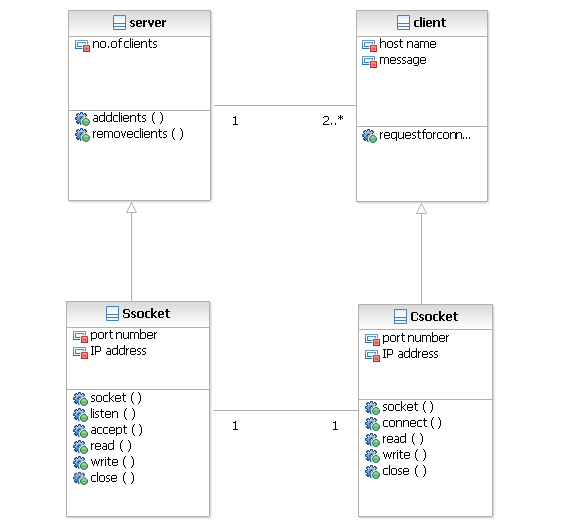 server
no.ofclients
addclients ( )
removeclients ( )
client
host name
message
requestforconn...
1
2..*
Ssocket
port number
IP address
socket ( )
listen ( )
accept ( )
read ( )
write ( )
close ( )
Csocket
port number
IP address
socket ( )
connect ( )
read ( )
write ( )
close ( )
1
1